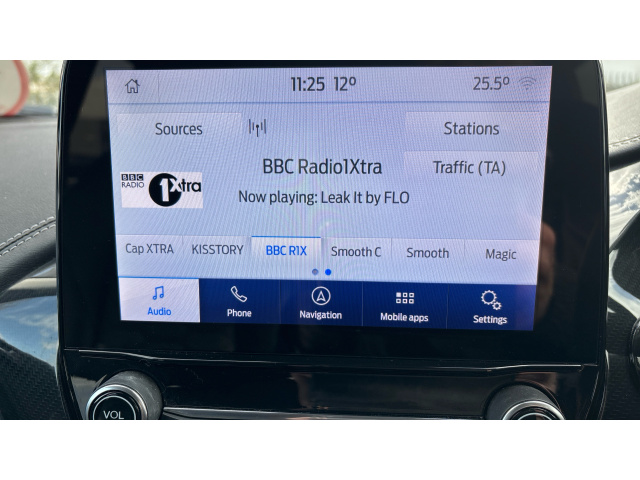 11:25 12° 25.5°
Sources Stations
BBC Radio1Xtra
Traffic (TA)
BBC
RADIO 1Xtra
Now playing: Leak It by FLO
Cap XTRA KISSTORY BBC R1X Smooth C Smooth Magic
Audio Phone Navigation Mobile apps Settings
VOL